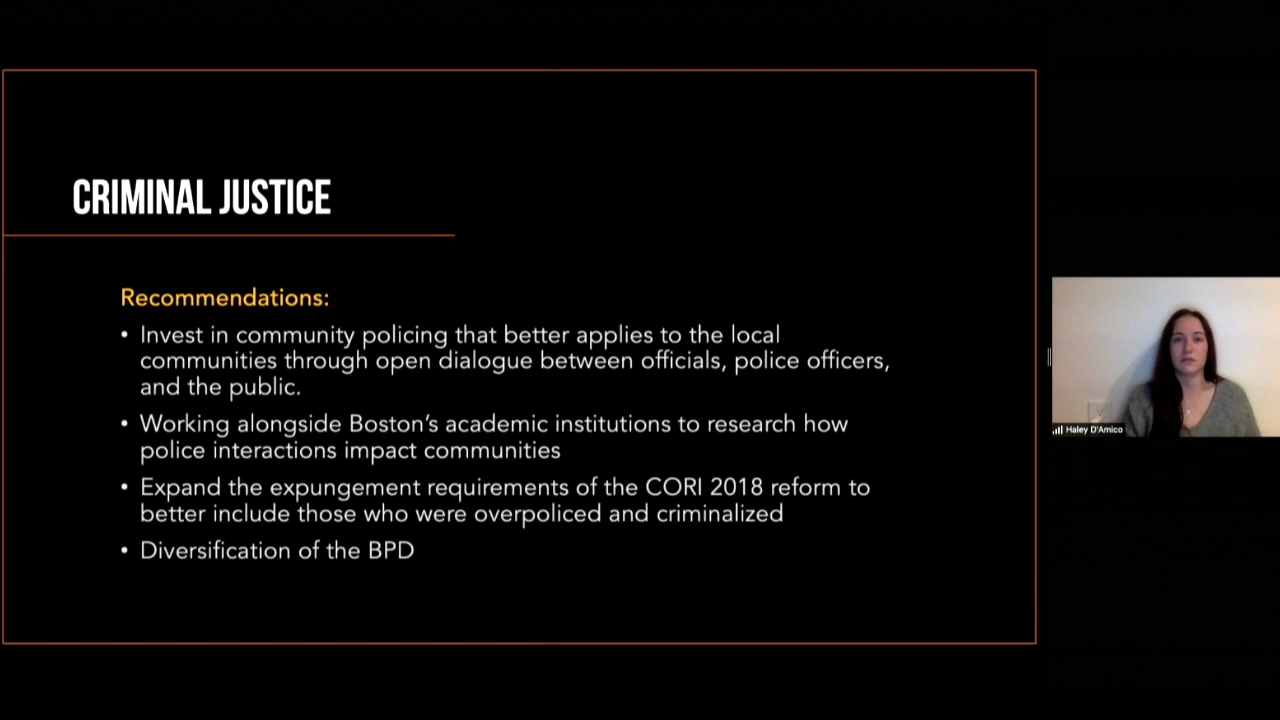 CRIMINAL JUSTICE
Recommendations:
• Invest in community policing that better applies to the local
communities through open dialogue between officials, police officers,
and the public.
• Working alongside Boston’s academic institutions to research how
police interactions impact communities
• Expand the expungement requirements of the CORI 2018 reform to
better include those who were overpoliced and criminalized
• Diversification of the BPD
Haley D'Amico